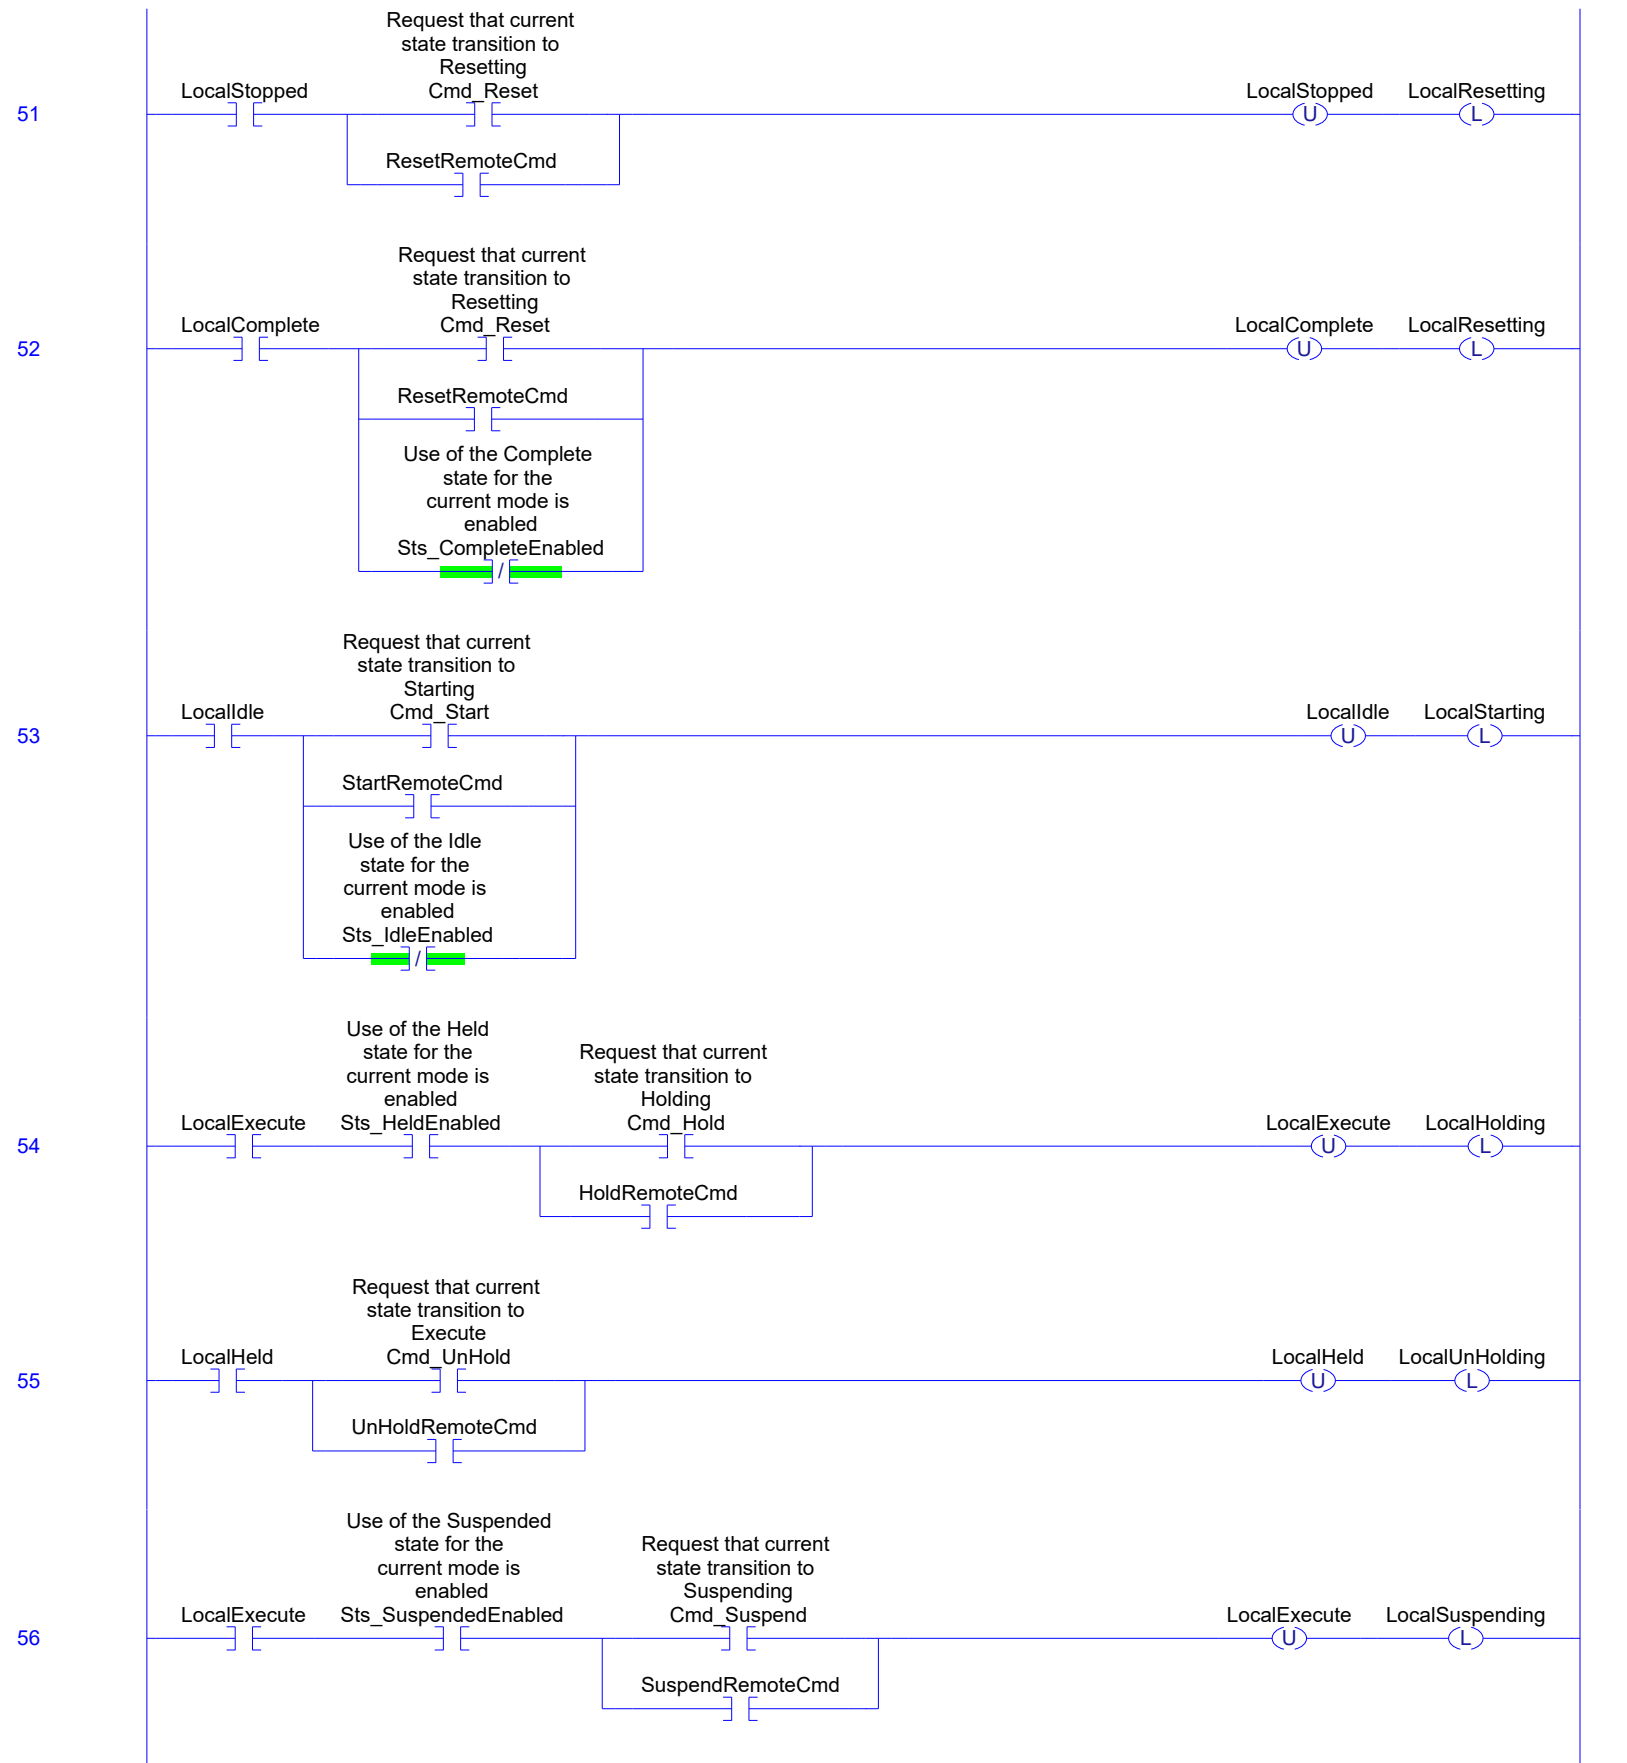 Request that current
state transition to
Resetting
LocalStopped Cmd_Reset LocalStopped LocalResetting
51 U L
ResetRemoteCmd
Request that current
state transition to
Resetting
LocalComplete Cmd_Reset LocalComplete LocalResetting
52 U L
ResetRemoteCmd
Use of the Complete
state for the
current mode is
enabled
Sts_CompleteEnabled
/
Request that current
state transition to
Starting
LocalIdle Cmd_Start LocalIdle LocalStarting
53 U L
StartRemoteCmd
Use of the Idle
state for the
current mode is
enabled
Sts_IdleEnabled
/
Use of the Held
state for the Request that current
current mode is state transition to
enabled Holding
LocalExecute Sts_HeldEnabled Cmd_Hold LocalExecute LocalHolding
54 U L
HoldRemoteCmd
Request that current
state transition to
Execute
LocalHeld Cmd_UnHold LocalHeld LocalUnHolding
55 U L
UnHoldRemoteCmd
Use of the Suspended
state for the Request that current
current mode is state transition to
enabled Suspending
LocalExecute Sts_SuspendedEnabled Cmd_Suspend LocalExecute LocalSuspending
56 U L
SuspendRemoteCmd